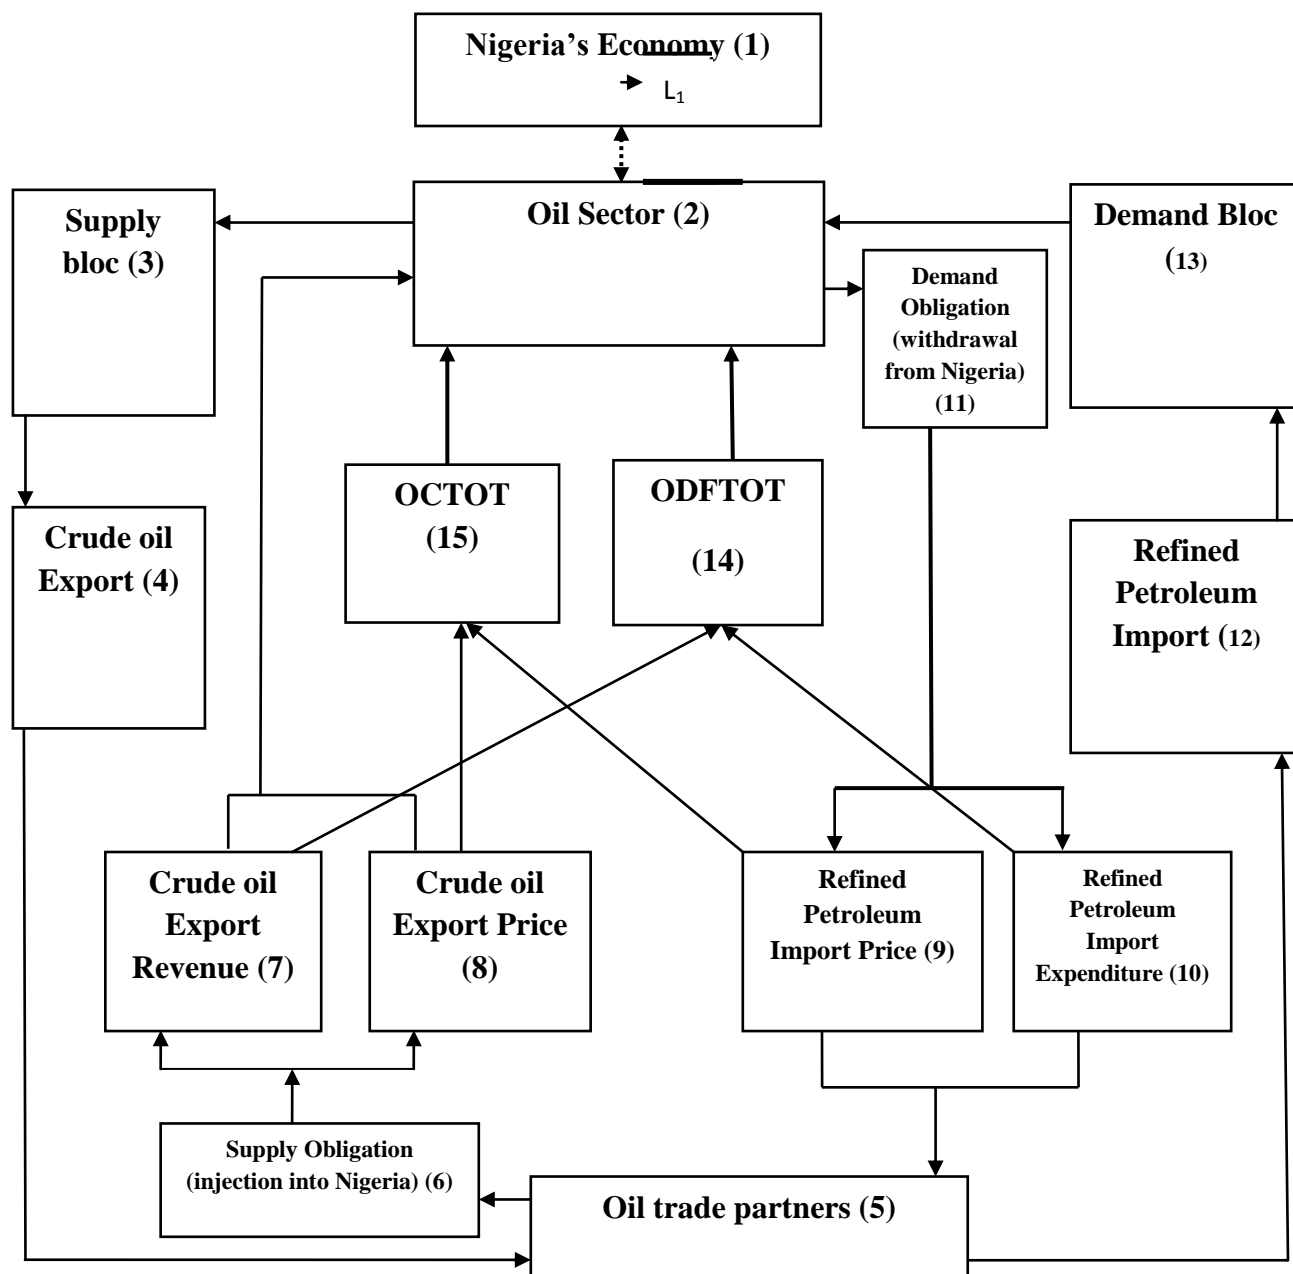 Nigeria's Economy (1)
L₁
Supply
bloc (3)
Oil Sector (2)
Demand Bloc
(13)
Demand
Obligation
(withdrawal
from Nigeria)
(11)
OCTOT
(15)
ODFTOT
(14)
Crude oil
Export (4)
Refined
Petroleum
Import (12)
Crude oil
Export
Revenue (7)
Crude oil
Export Price
(8)
Refined
Petroleum
Import Price (9)
Refined
Petroleum
Import
Expenditure (10)
Supply Obligation
(injection into Nigeria) (6)
Oil trade partners (5)